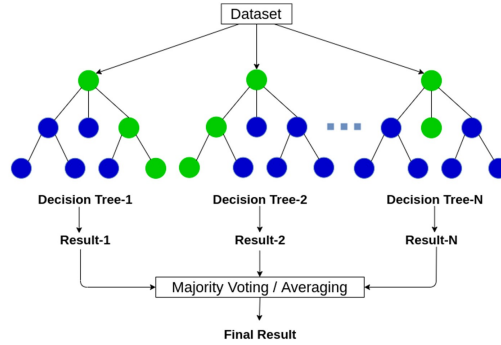 Dataset
Decision Tree-1
Decision Tree-2
Decision Tree-N
Result-1
Result-2
Result-N
Majority Voting / Averaging
Final Result